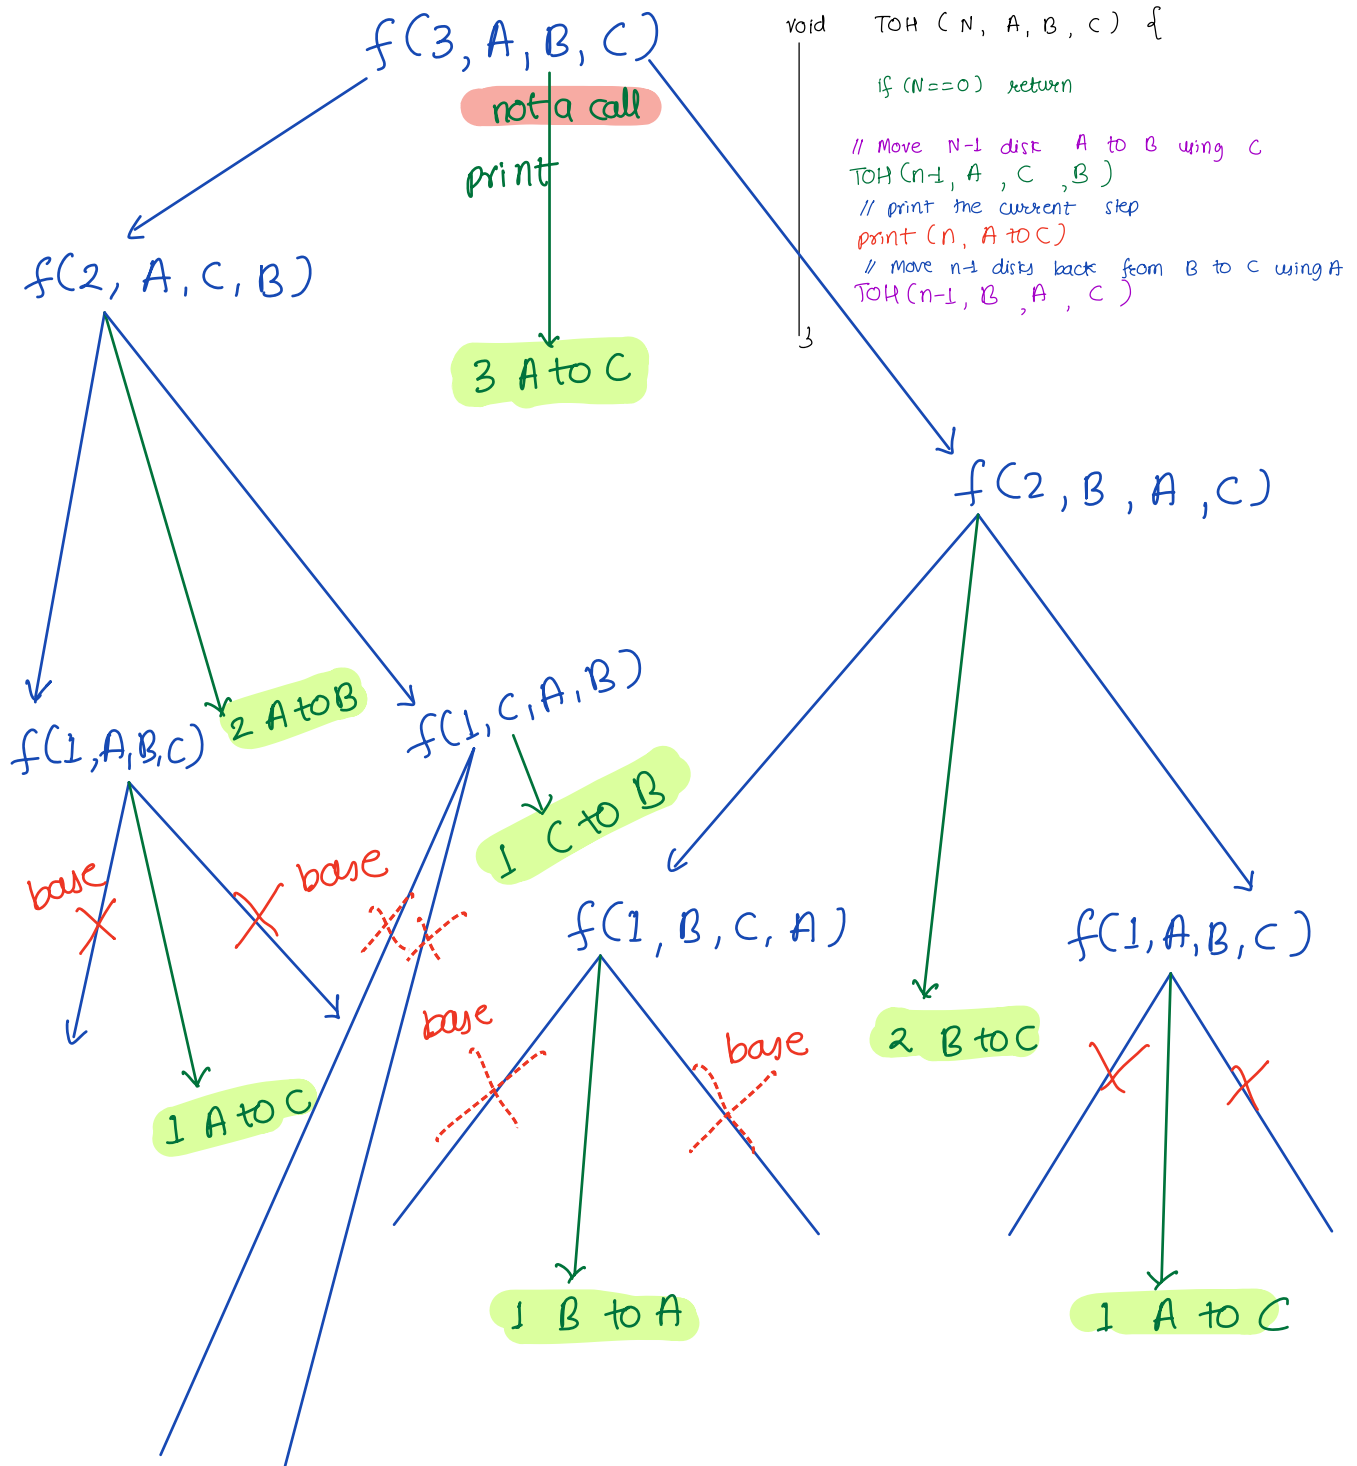 f(3, A, B, C)
not a call
print
3 A to C
void TOH (N, A, B, C) {
if (N==0) return
// Move N-1 disk A to B using C
TOH (n-1, A, C, B)
// print the current step
print (n, A to C)
// Move n-1 disks back from B to C using A
TOH (n-1, B, A, C)
}
f(2, A, C, B)
f(2, B, A, C)
f(1, A, B, C)
2 A to B
f(1, C, A, B)
1 C to B
base
base
1 A to C
f(1, B, C, A)
base
base
1 B to A
2 B to C
f(1, A, B, C)
1 A to C